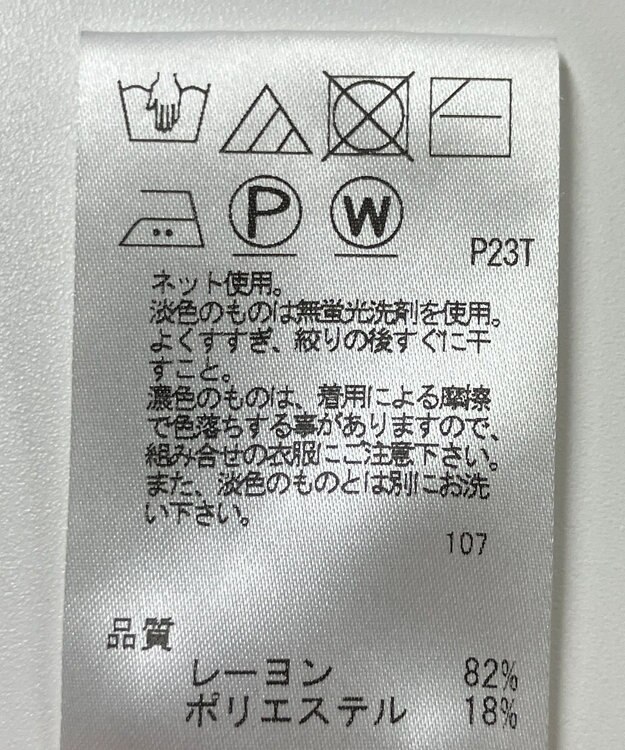 P W
P23T
ネット使用。
淡色のものは無蛍光洗剤を使用。
よくすすぎ、絞りの後すぐに干
すこと。
濃色のものは、着用による摩擦
で色落ちする事がありますので、
組み合せの衣服にご注意下さい。
また、淡色のものとは別にお洗
い下さい。
107
品質
レーヨン 82%
ポリエステル 18%